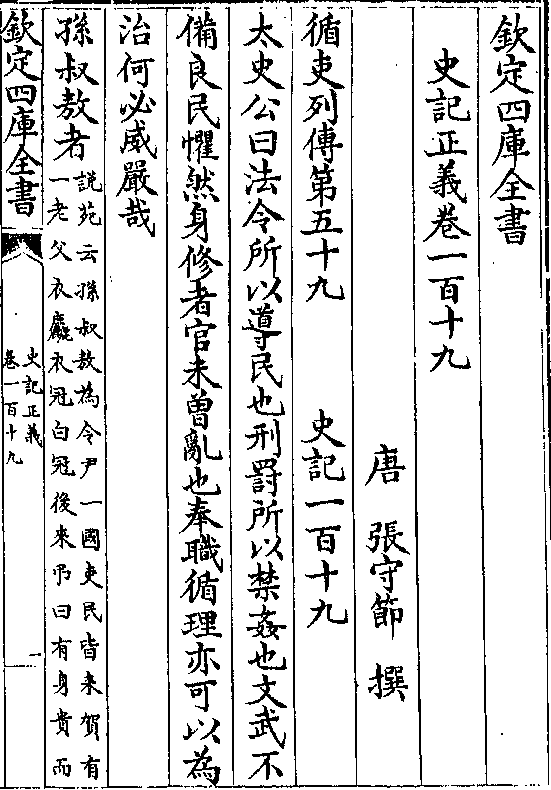 欽定四庫全書
史記正義卷一百十九
唐 張守節 撰
循吏列傳第五十九 史記一百十九
太史公曰法令所以導民也刑罰所以禁姦也文武不
備良民懼然身修者官未曽亂也奉職循理亦可以為
治何必威嚴哉
孫叔敖者説苑云孫叔敖為令尹一國吏民皆来賀有
一老父衣麤衣冠白冠後來吊曰有身貴而
欽定四庫全書
史記正義
卷一百十九
一